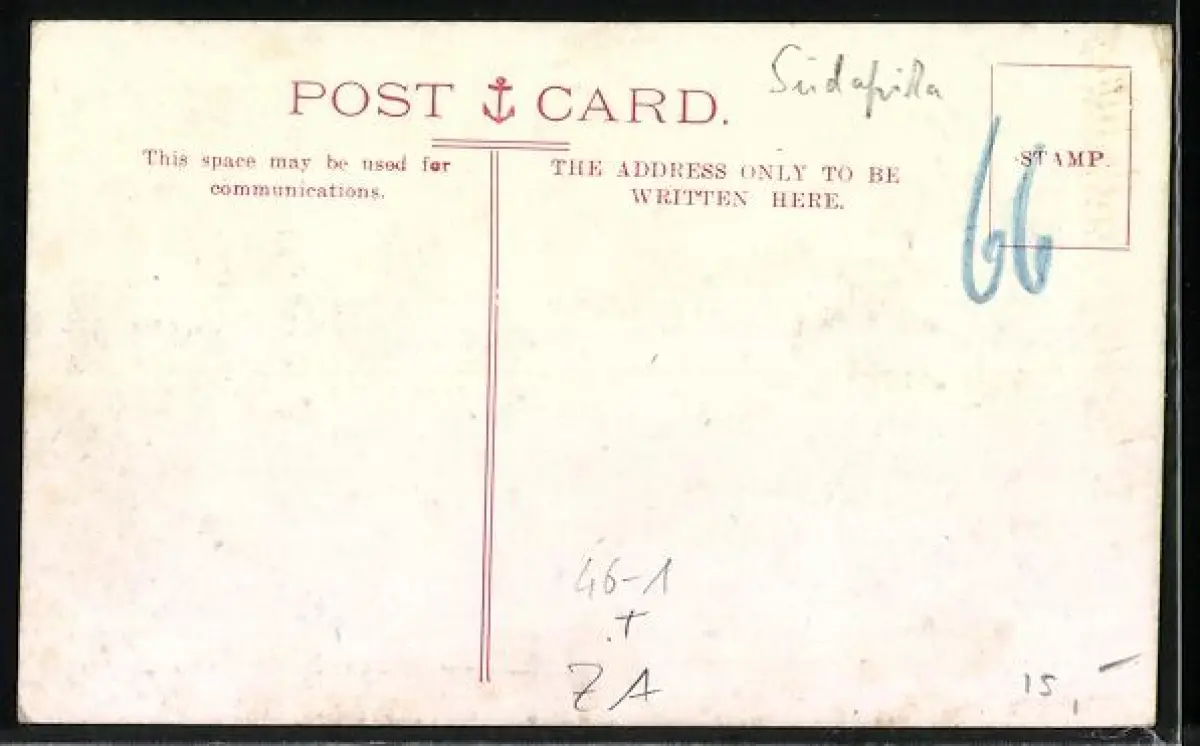 Südafrika
POST CARD.
This space may be used for
communications.
THE ADDRESS ONLY TO BE
WRITTEN HERE.
STAMP.
66
46-1
+
ZA
15,-